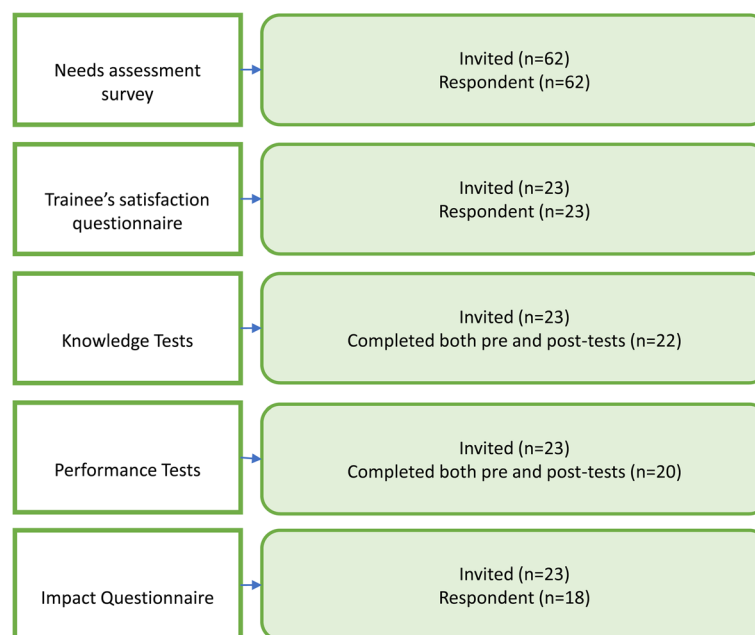 Needs assessment
survey
Invited (n=62)
Respondent (n=62)
Trainee’s satisfaction
questionnaire
Invited (n=23)
Respondent (n=23)
Knowledge Tests
Invited (n=23)
Completed both pre and post-tests (n=22)
Performance Tests
Invited (n=23)
Completed both pre and post-tests (n=20)
Impact Questionnaire
Invited (n=23)
Respondent (n=18)